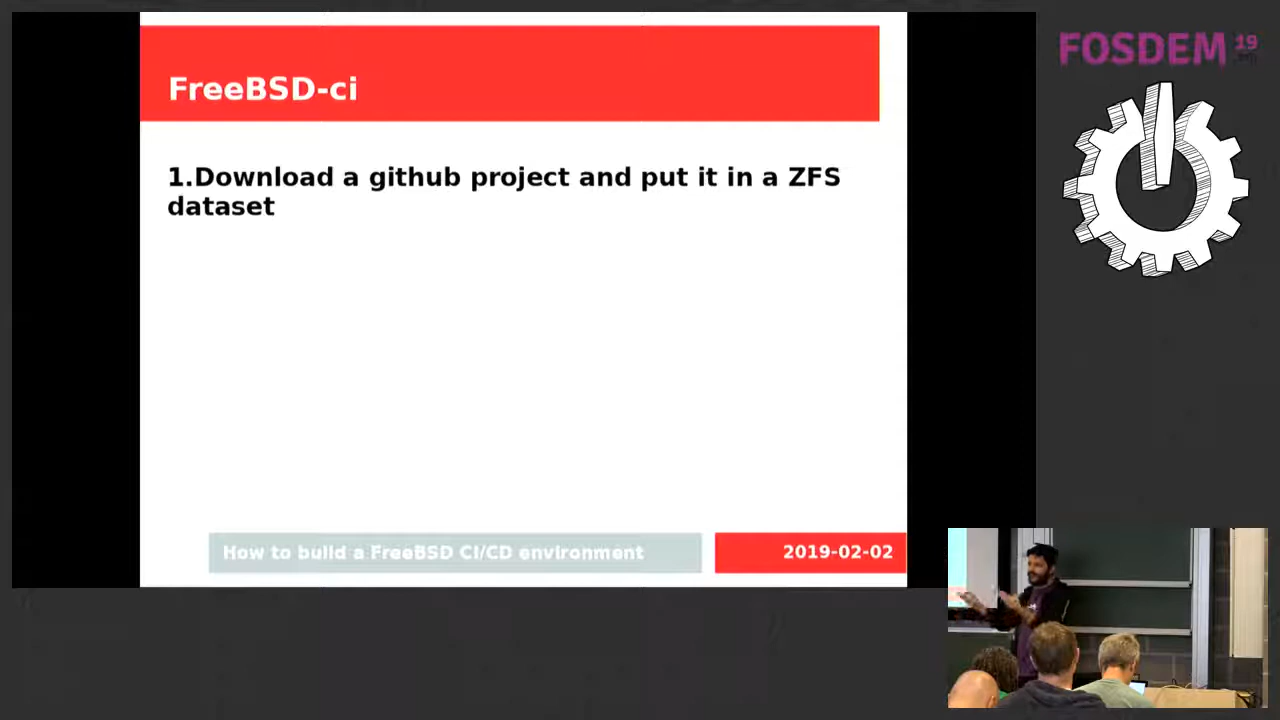 FreeBSD-ci
1.Download a github project and put it in a ZFS
dataset
How to build a FreeBSD CI/CD environment
2019-02-02
FOSDEM 19